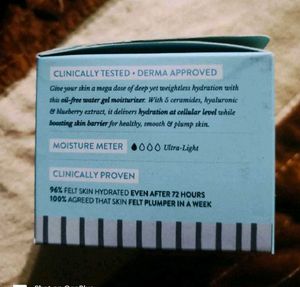 CLINICALLY TESTED • DERMA APPROVED
Give your skin a mega dose of deep yet weightless hydration with
this oil-free water gel moisturizer. With 5 ceramides, hyaluronic
& blueberry extract, it delivers hydration at cellular level while
boosting skin barrier for healthy, smooth & plump skin.
MOISTURE METER Ultra-Light
CLINICALLY PROVEN
96% FELT SKIN HYDRATED EVEN AFTER 72 HOURS
100% AGREED THAT SKIN FELT PLUMPER IN A WEEK
Shot on OnePlus